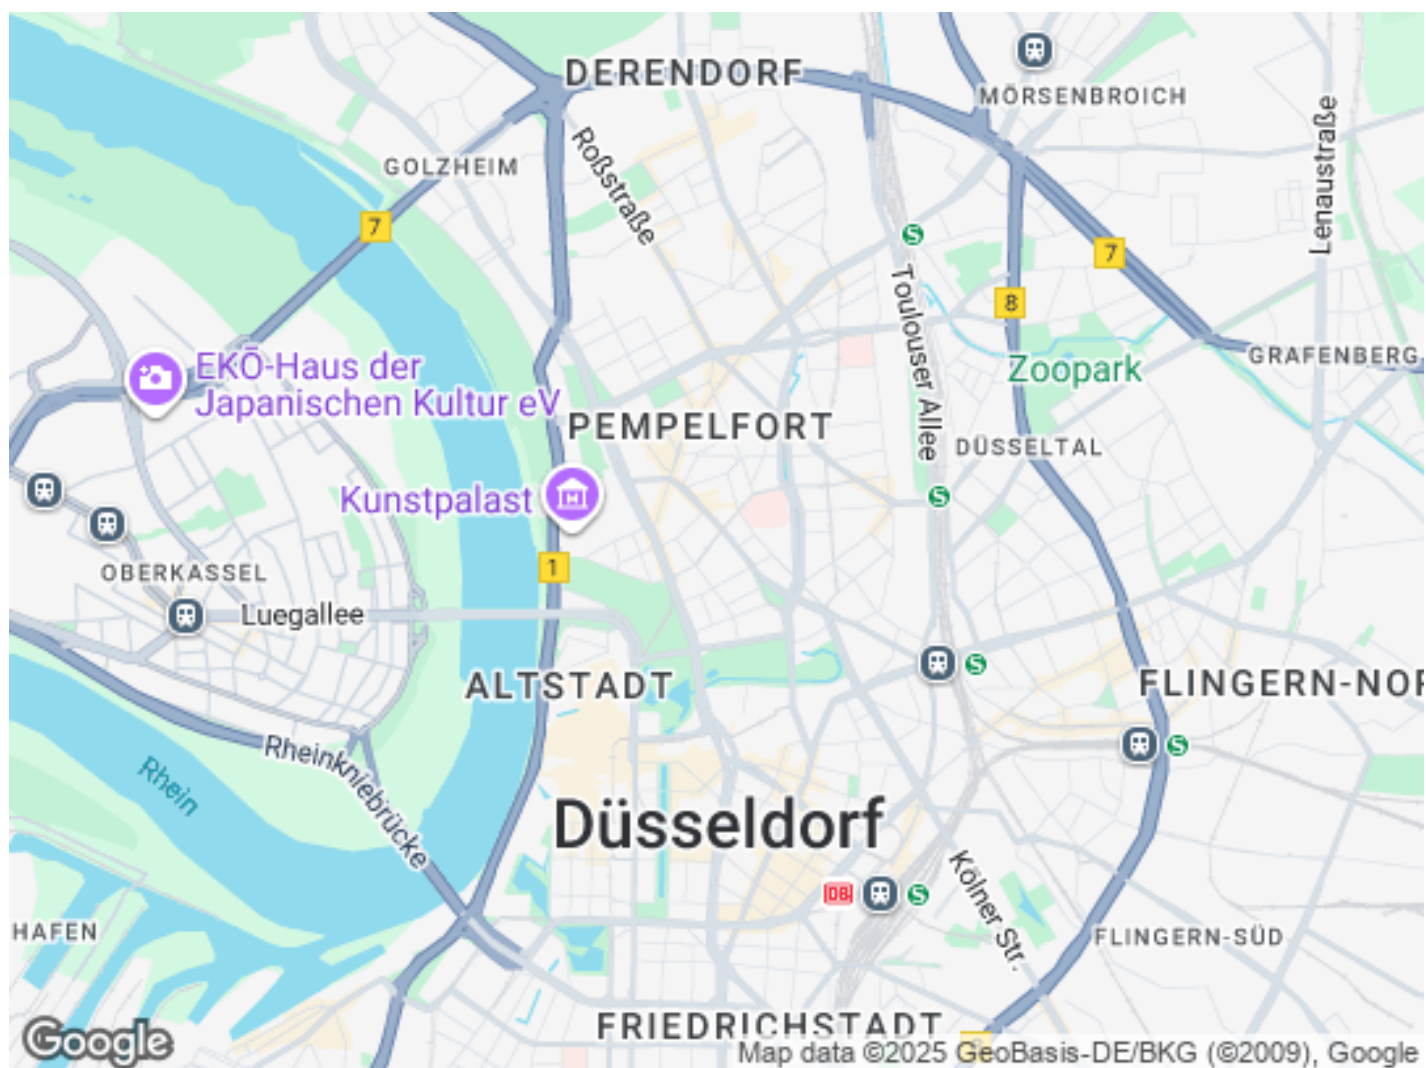 DERENDORF
MÖRSENBROICH
GOLZHEIM
Roßstraße
Lenaustraße
7
S
7
Toulouser Allee
8
EKŌ-Haus der
Japanischen Kultur eV
GRAFENBERG
Zoopark
PEMPELFORT
DÜSSELTAL
Kunstpalast
S
1
OBERKASSEL
Luegallee
S
ALTSTADT
FLINGERN-NOR
S
Rheinkniebrücke
Rhein
Düsseldorf
Kölner Str.
DB
S
HAFEN
FLINGERN-SÜD
FRIEDRICHSTADT
Google
Map data ©2025 GeoBasis-DE/BKG (©2009), Google